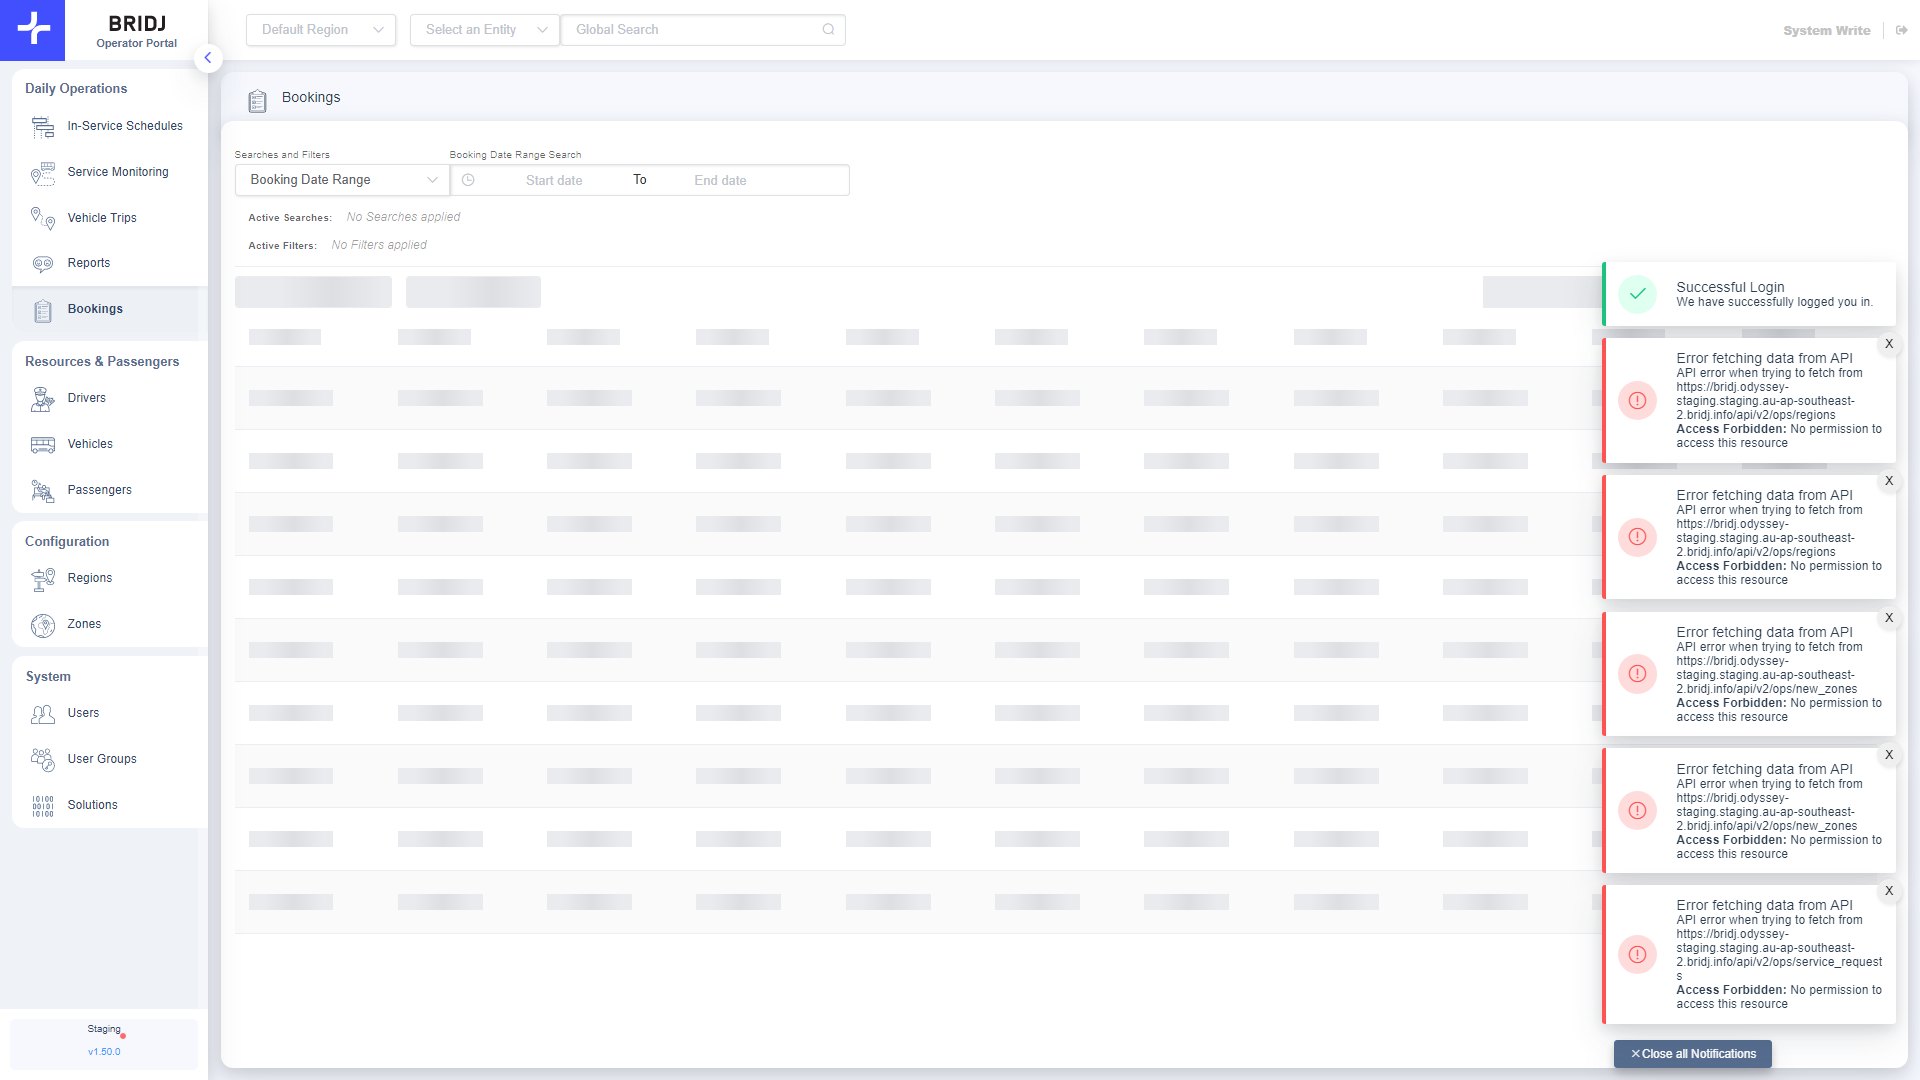 BRIDJ
Operator Portal
Default Region
Select an Entity
Global Search
System Write
Daily Operations
In-Service Schedules
Service Monitoring
Vehicle Trips
Reports
Bookings
Resources & Passengers
Drivers
Vehicles
Passengers
Configuration
Regions
Zones
System
Users
User Groups
10100
00101
10100
Solutions
Staging
v1.50.0
Bookings
Searches and Filters
Booking Date Range Search
Booking Date Range
Start date
To
End date
Active Searches: No Searches applied
Active Filters: No Filters applied
Successful Login
We have successfully logged you in.
X
Error fetching data from API
API error when trying to fetch from
https://bridj.odyssey-
staging.staging.au-ap-southeast-
2.bridj.info/api/v2/ops/regions
Access Forbidden: No permission to
access this resource
X
Error fetching data from API
API error when trying to fetch from
https://bridj.odyssey-
staging.staging.au-ap-southeast-
2.bridj.info/api/v2/ops/regions
Access Forbidden: No permission to
access this resource
X
Error fetching data from API
API error when trying to fetch from
https://bridj.odyssey-
staging.staging.au-ap-southeast-
2.bridj.info/api/v2/ops/new_zones
Access Forbidden: No permission to
access this resource
X
Error fetching data from API
API error when trying to fetch from
https://bridj.odyssey-
staging.staging.au-ap-southeast-
2.bridj.info/api/v2/ops/new_zones
Access Forbidden: No permission to
access this resource
X
Error fetching data from API
API error when trying to fetch from
https://bridj.odyssey-
staging.staging.au-ap-southeast-
2.bridj.info/api/v2/ops/service_request
s
Access Forbidden: No permission to
access this resource
×Close all Notifications